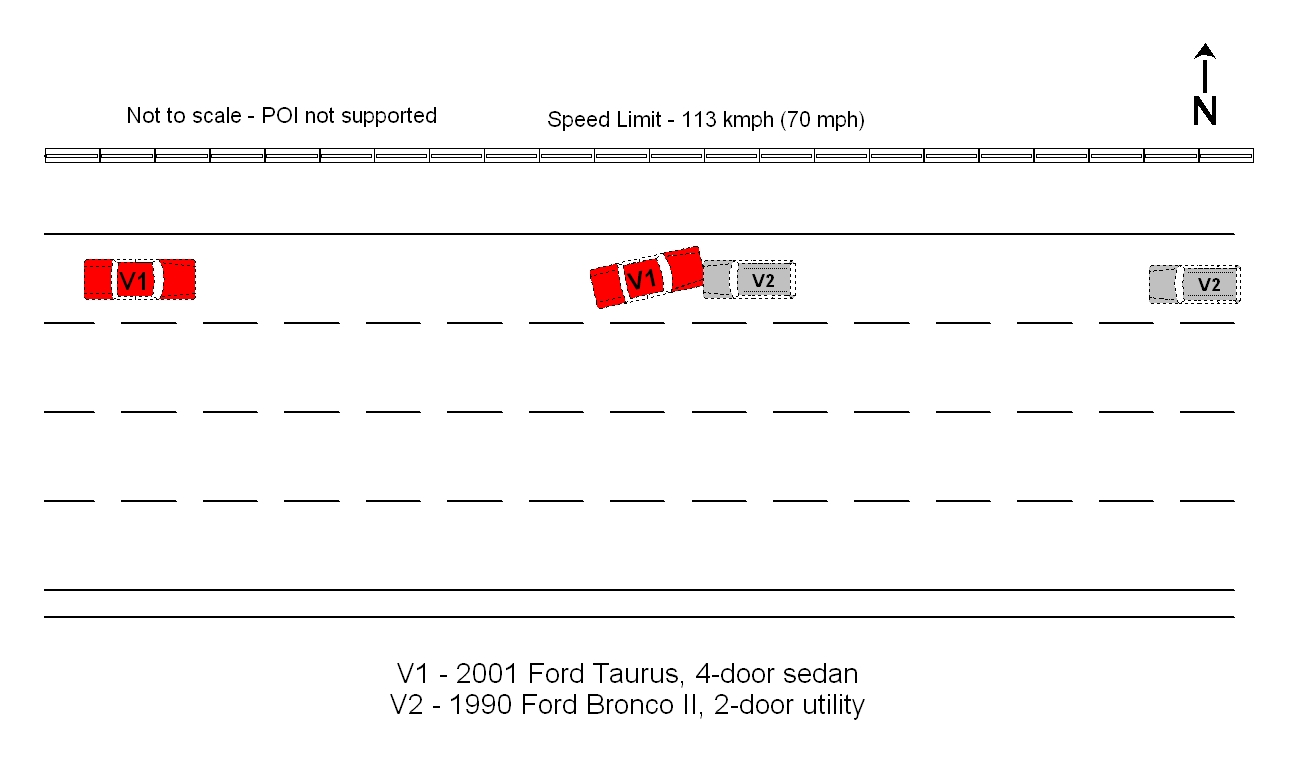 Not to scale - POI not supported
Speed Limit - 113 kmph (70 mph)
N
V1
V1
V2
V2
V1 - 2001 Ford Taurus, 4-door sedan
V2 - 1990 Ford Bronco II, 2-door utility